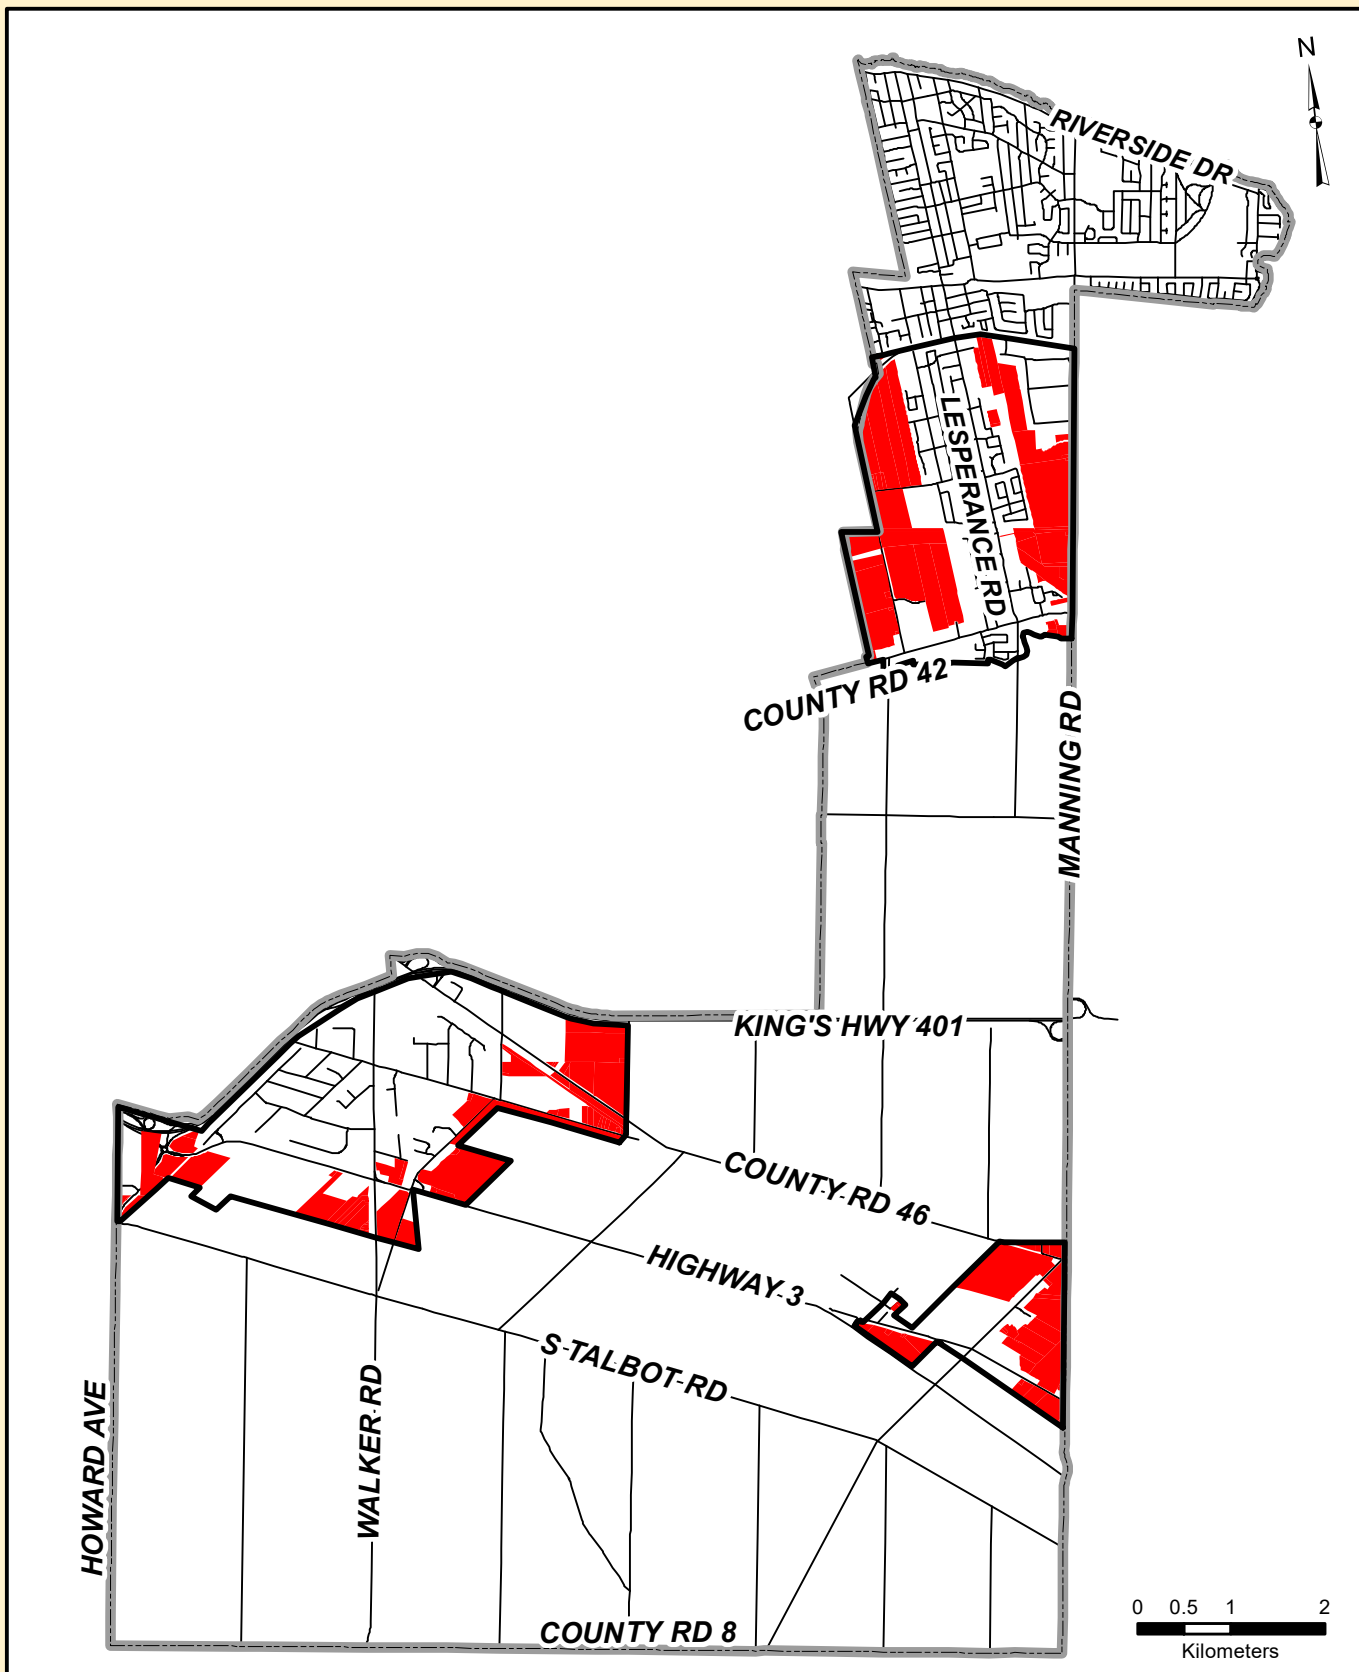 N
RIVERSIDE DR
LESPERANCE RD
COUNTY RD 42
MANNING RD
KING'S HWY 401
COUNTY RD 46
HIGHWAY 3
S TALBOT RD
WALKER RD
HOWARD AVE
COUNTY RD 8
0 0.5 1 2
Kilometers